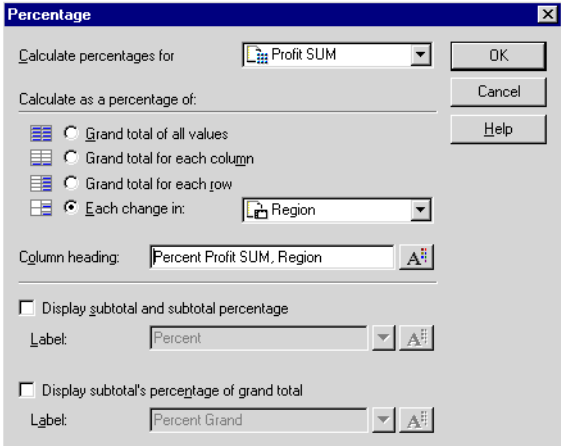 Percentage
Calculate percentages for Profit SUM OK
Calculate as a percentage of: Cancel
Grand total of all values Help
Grand total for each column
Grand total for each row
Each change in: Region
Column heading: Percent Profit SUM, Region A
Display subtotal and subtotal percentage
Label: Percent A
Display subtotal's percentage of grand total
Label: Percent Grand A